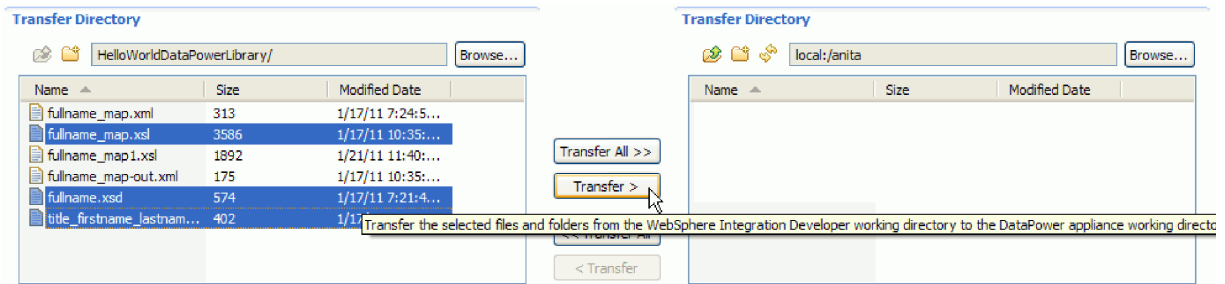 Transfer Directory
HelloWorldDataPowerLibrary/
Browse...
Name Size Modified Date
fullname_map.xml 313 1/17/11 7:24:5...
fullname_map.xsl 3586 1/17/11 10:35:...
fullname_map1.xsl 1892 1/21/11 11:40:...
fullname_map-out.xml 175 1/17/11 10:35:...
fullname.xsd 574 1/17/11 7:21:4...
title_firstname_lastnam... 402 1/17
Transfer All >>
Transfer >
Transfer the selected files and folders from the WebSphere Integration Developer working directory to the DataPower appliance working directo
<< Transfer All
< Transfer
Transfer Directory
local:/anita
Browse...
Name Size Modified Date